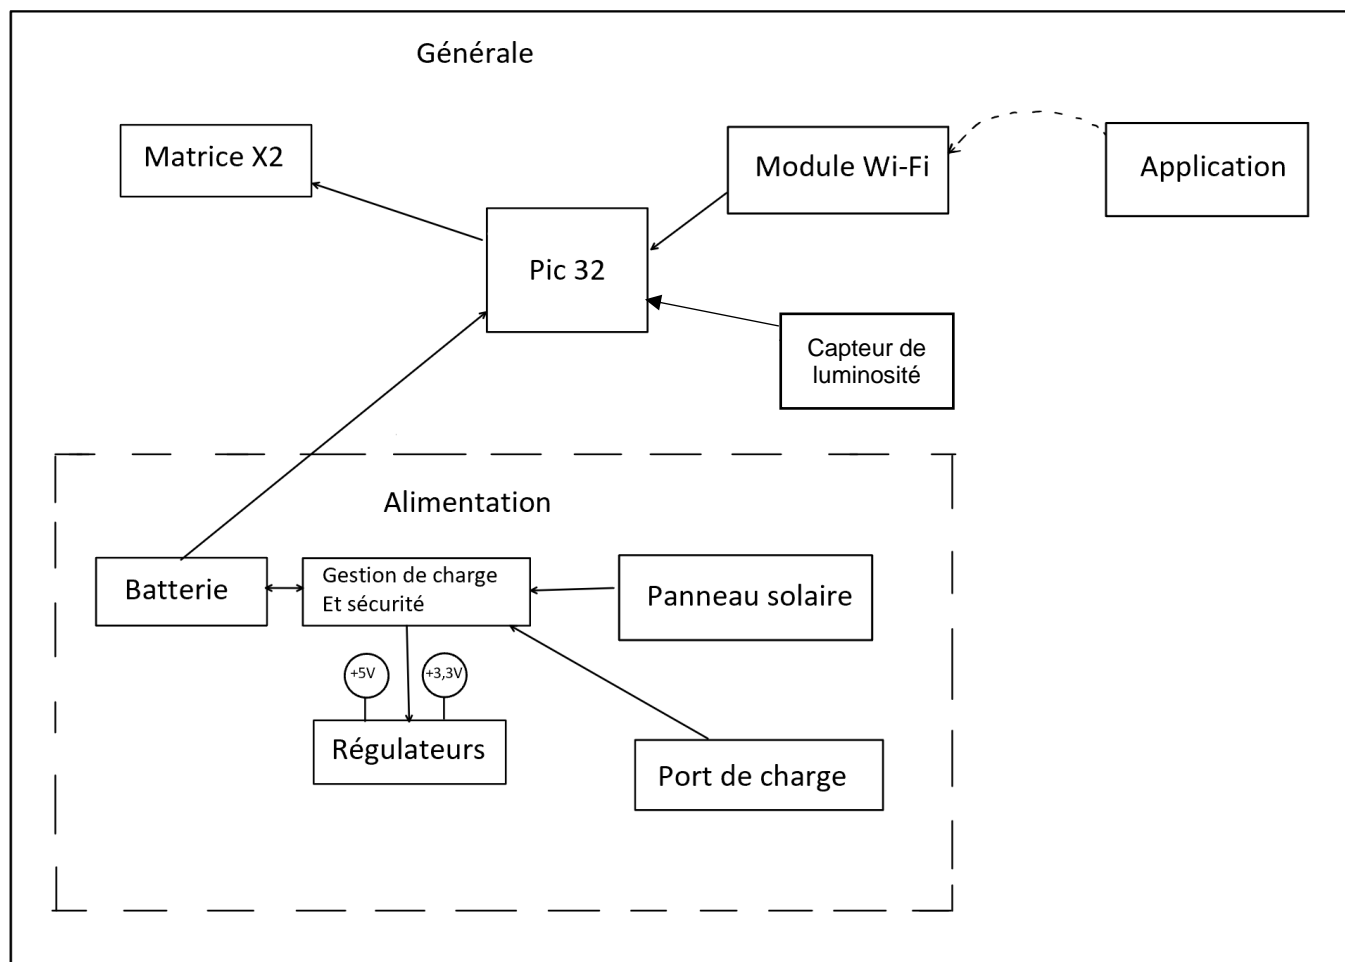 Générale
Matrice X2
Module Wi-Fi
Application
Pic 32
Capteur de
luminosité
Alimentation
Batterie
Gestion de charge
Et sécurité
Panneau solaire
+5V
+3,3V
Régulateurs
Port de charge